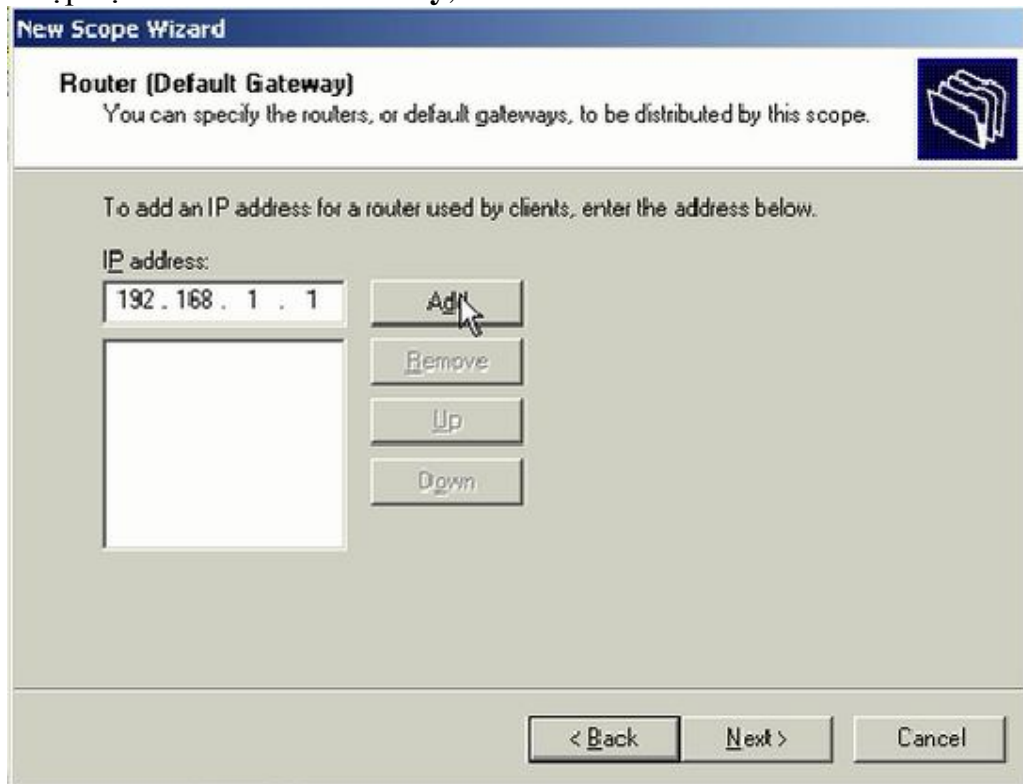 New Scope Wizard
Router (Default Gateway)
You can specify the routers, or default gateways, to be distributed by this scope.
To add an IP address for a router used by clients, enter the address below.
IP address:
192 . 168 . 1 . 1
Add
Remove
Up
Down
< Back
Next >
Cancel